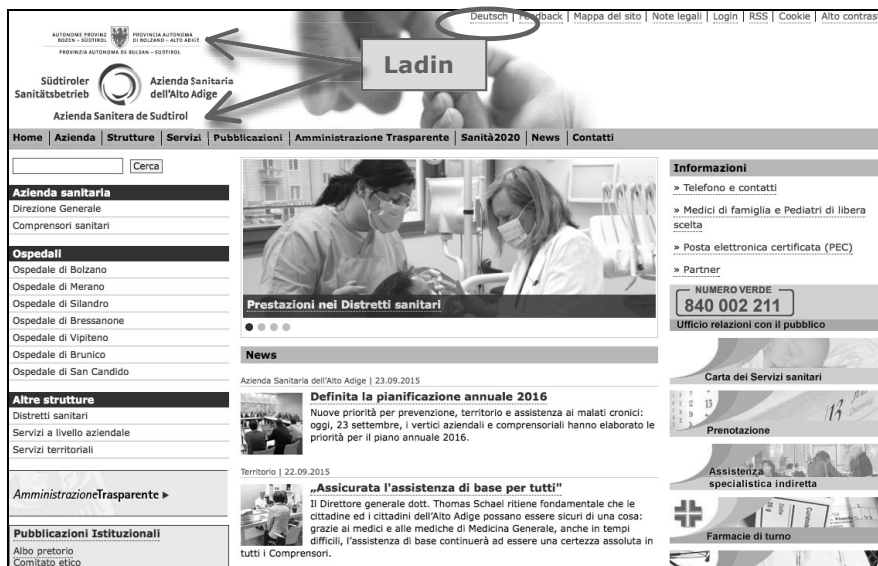 Deutsch | Feedback | Mappa del sito | Note legali | Login | RSS | Cookie | Alto contrast
AUTONOME PROVINZ BOZEN – SÜDTIROL
PROVINCIA AUTONOMA DI BOLZANO – ALTO ADIGE
PROVINZIA AUTONOMA DE BULSAN – SUDTIROL
Ladin
Südtiroler Sanitätsbetrieb
Azienda Sanitaria dell'Alto Adige
Azienda Sanitera de Sudtirol
Home | Azienda | Strutture | Servizi | Pubblicazioni | Amministrazione Trasparente | Sanità2020 | News | Contatti
Cerca
Azienda sanitaria
Direzione Generale
Comprensori sanitari
Ospedali
Ospedale di Bolzano
Ospedale di Merano
Ospedale di Silandro
Ospedale di Bressanone
Ospedale di Vipiteno
Ospedale di Brunico
Ospedale di San Candido
Altre strutture
Distretti sanitari
Servizi a livello aziendale
Servizi territoriali
AmministrazioneTrasparente
Pubblicazioni Istituzionali
Albo pretorio
Comitato etico
Prestazioni nei Distretti sanitari
News
Azienda Sanitaria dell'Alto Adige | 23.09.2015
Definita la pianificazione annuale 2016
Nuove priorità per prevenzione, territorio e assistenza ai malati cronici:
oggi, 23 settembre, i vertici aziendali e comprensoriali hanno elaborato le
priorità per il piano annuale 2016.
Territorio | 22.09.2015
„Assicurata l'assistenza di base per tutti"
Il Direttore generale dott. Thomas Schael ritiene fondamentale che le
cittadine ed i cittadini dell'Alto Adige possano essere sicuri di una cosa:
grazie ai medici e alle mediche di Medicina Generale, anche in tempi
difficili, l'assistenza di base continuerà ad essere una certezza assoluta in
tutti i Comprensori.
Informazioni
» Telefono e contatti
» Medici di famiglia e Pediatri di libera
scelta
» Posta elettronica certificata (PEC)
» Partner
NUMERO VERDE
840 002 211
Ufficio relazioni con il pubblico
Carta dei Servizi sanitari
Prenotazione
Assistenza
specialistica indiretta
Farmacie di turno